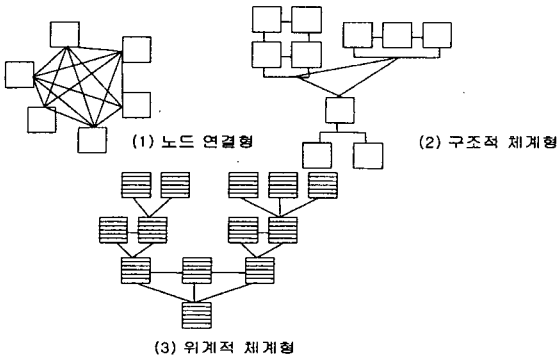 (1) 노드 연결형
(2) 구조적 체계형
(3) 위계적 체계형